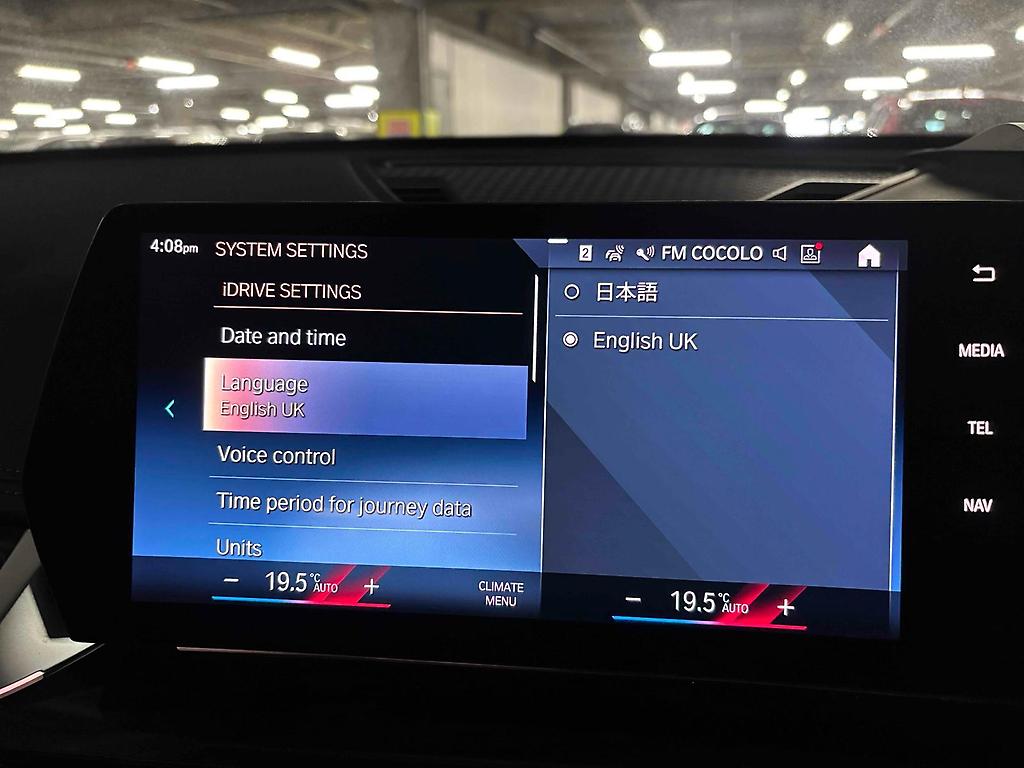 4:08pm SYSTEM SETTINGS
2 FM COCOLO
iDRIVE SETTINGS
Date and time
Language
English UK
Voice control
Time period for journey data
Units
日本語
English UK
19.5°C AUTO
CLIMATE
MENU
19.5°C AUTO
MEDIA
TEL
NAV